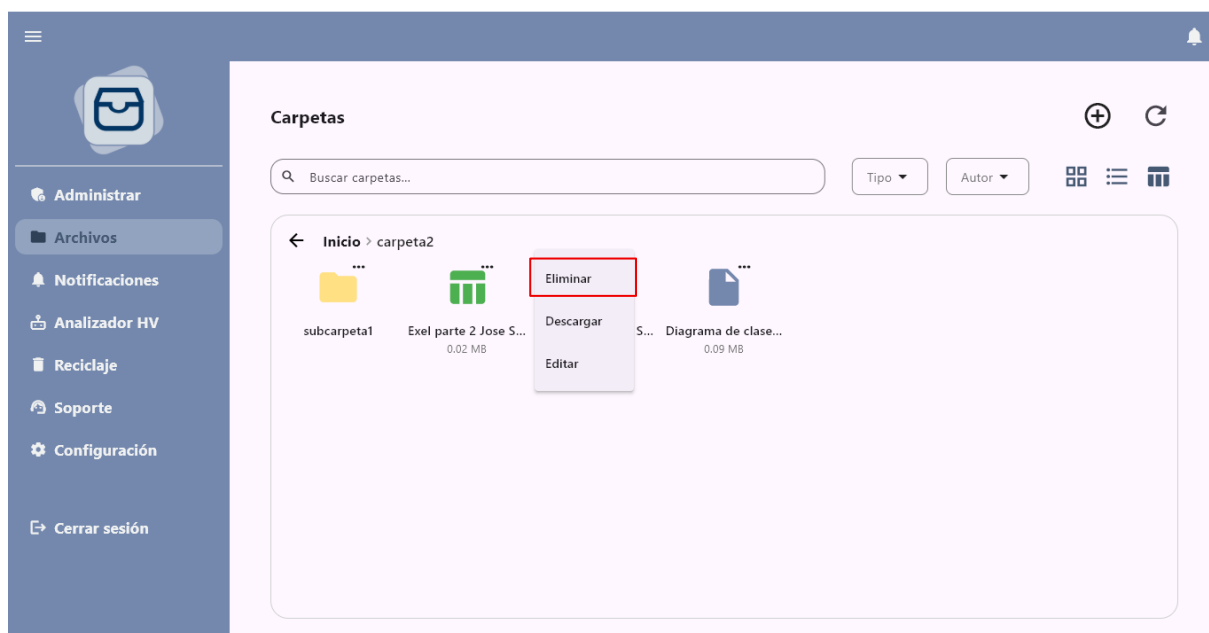 Carpetas
Buscar carpetas...
Tipo
Autor
Administrar
Archivos
Notificaciones
Analizador HV
Reciclaje
Soporte
Configuración
Cerrar sesión
Inicio > carpeta2
Eliminar
Descargar
Editar
subcarpeta1
Exel parte 2 Jose S...
0.02 MB
S...
Diagrama de clase...
0.09 MB